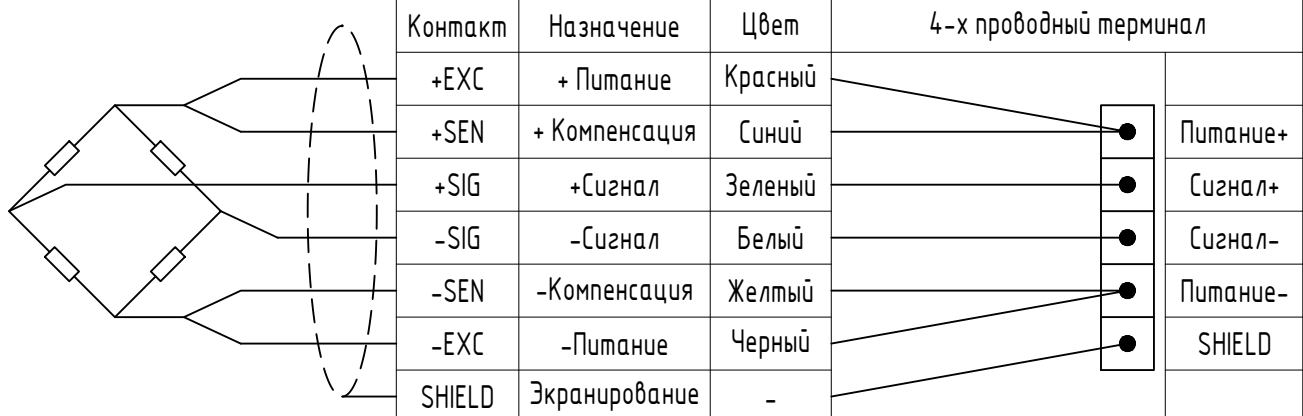 Контакт Назначение Цвет 4-х проводный терминал
+EXC + Питание Красный
+SEN + Компенсация Синий Питание+
+SIG +Сигнал Зеленый Сигнал+
-SIG -Сигнал Белый Сигнал-
-SEN -Компенсация Желтый Питание-
-EXC -Питание Черный SHIELD
SHIELD Экранирование -